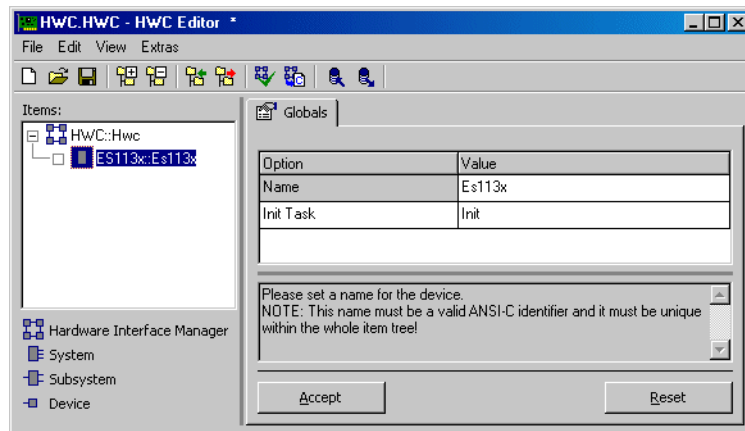 HWC.HWC - HWC Editor *
File Edit View Extras
Items:
HWC::Hwc
ES113x::Es113x
Hardware Interface Manager
System
Subsystem
Device
Globals
Option Value
Name Es113x
Init Task Init
Please set a name for the device.
NOTE: This name must be a valid ANSI-C identifier and it must be unique
within the whole item tree!
Accept Reset